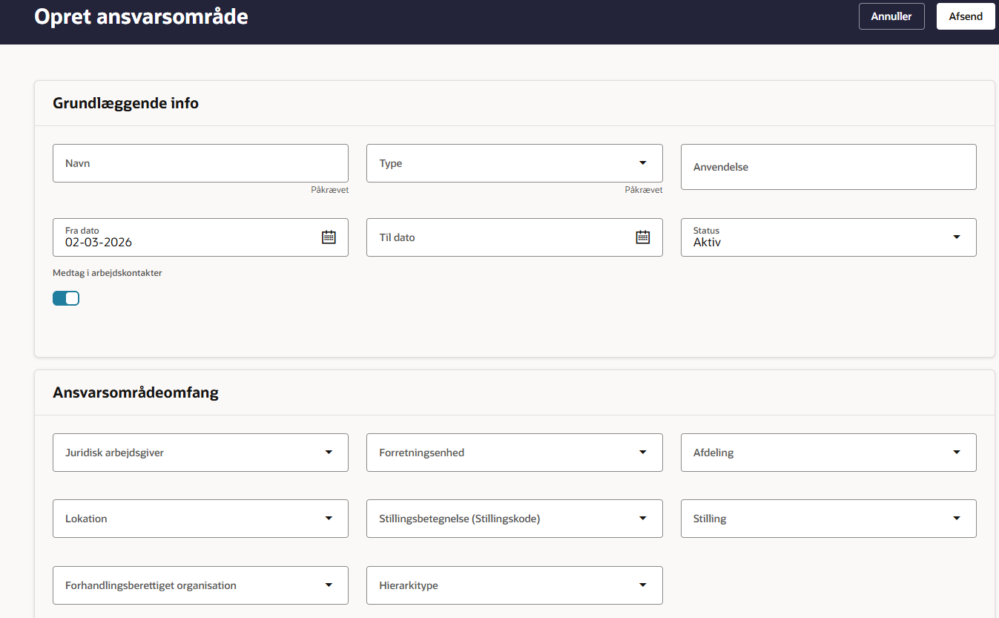 Opret ansvarsområde
Annuller
Afsend
Grundlæggende info
Navn
Type
Anvendelse
Påkrævet
Påkrævet
Fra dato
02-03-2026
Til dato
Status
Aktiv
Medtag i arbejdskontakter
Ansvarsområdeomfang
Juridisk arbejdsgiver
Forretningsenhed
Afdeling
Lokation
Stillingsbetegnelse (Stillingskode)
Stilling
Forhandlingsberettiget organisation
Hierarkitype